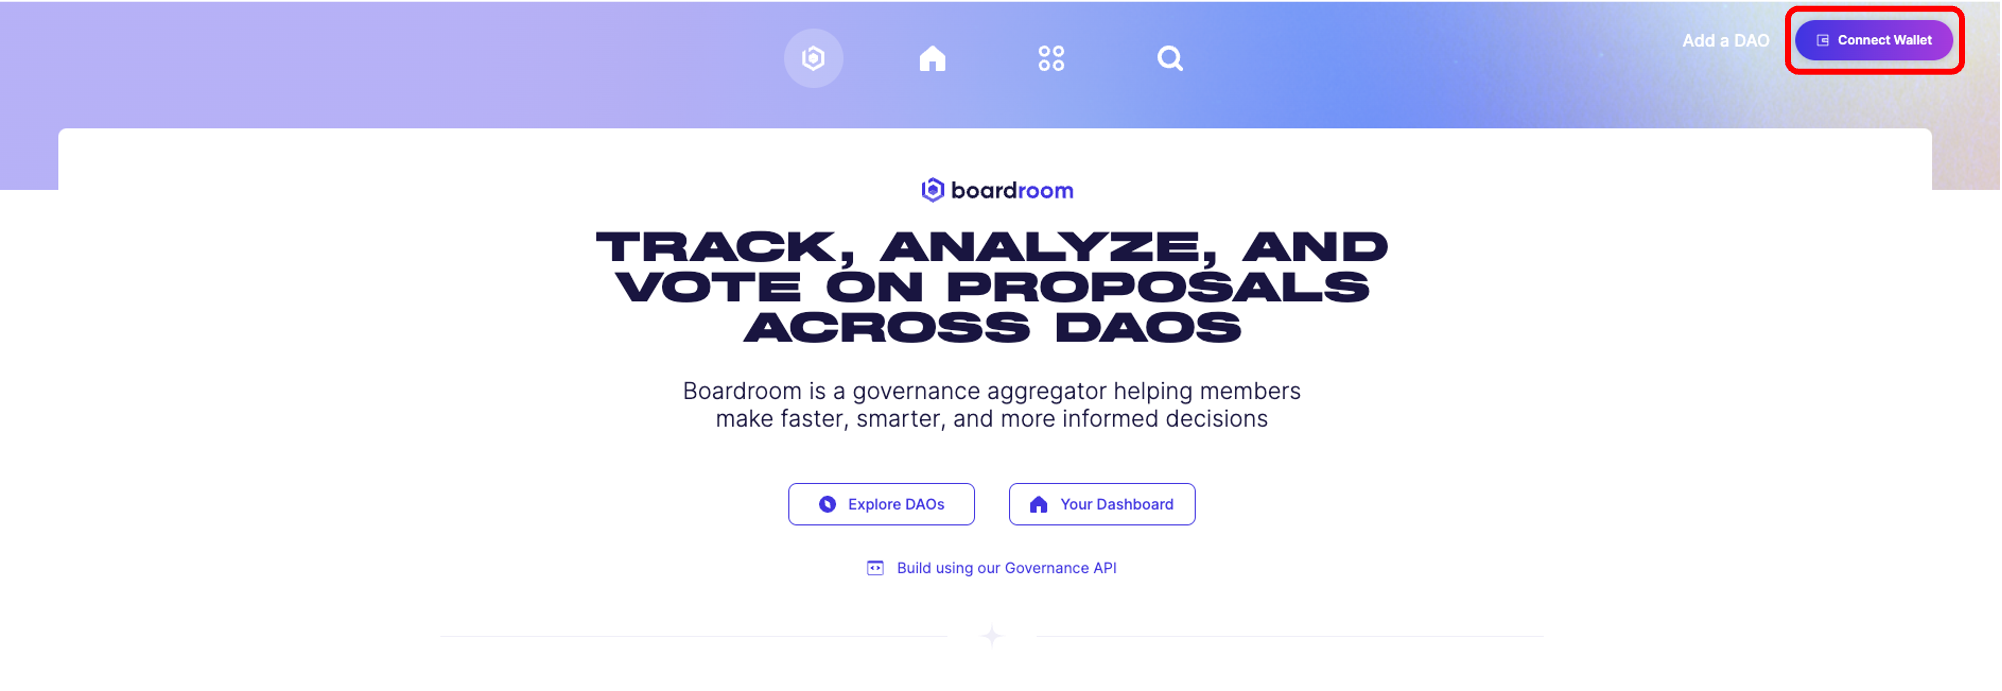 Add a DAO
Connect Wallet
boardroom
TRACK, ANALYZE, AND
VOTE ON PROPOSALS
ACROSS DAOS
Boardroom is a governance aggregator helping members
make faster, smarter, and more informed decisions
Explore DAOs
Your Dashboard
Build using our Governance API